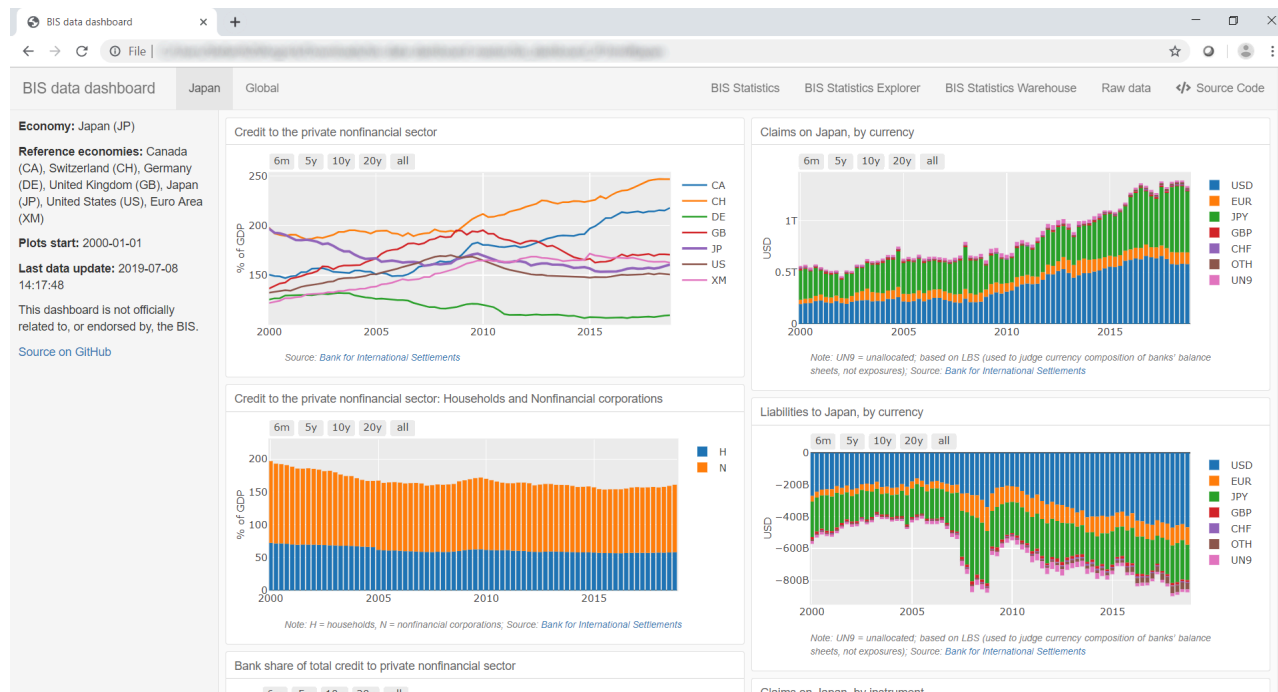 BIS data dashboard
File
BIS data dashboard
Japan
Global
BIS Statistics
BIS Statistics Explorer
BIS Statistics Warehouse
Raw data
</> Source Code
Economy: Japan (JP)
Reference economies: Canada
(CA), Switzerland (CH), Germany
(DE), United Kingdom (GB), Japan
(JP), United States (US), Euro Area
(XM)
Plots start: 2000-01-01
Last data update: 2019-07-08
14:17:48
This dashboard is not officially
related to, or endorsed by, the BIS.
Source on GitHub
Credit to the private nonfinancial sector
6m 5y 10y 20y all
250
200
150
% of GDP
2000 2005 2010 2015
CA
CH
DE
GB
JP
US
XM
Source: Bank for International Settlements
Credit to the private nonfinancial sector: Households and Nonfinancial corporations
6m 5y 10y 20y all
200
150
100
50
0
% of GDP
2000 2005 2010 2015
H
N
Note: H = households, N = nonfinancial corporations; Source: Bank for International Settlements
Bank share of total credit to private nonfinancial sector
6m 5y 10y 20y all
Claims on Japan, by currency
6m 5y 10y 20y all
1T
0.5T
0
USD
2000 2005 2010 2015
USD
EUR
JPY
GBP
CHF
OTH
UN9
Note: UN9 = unallocated; based on LBS (used to judge currency composition of banks' balance
sheets, not exposures); Source: Bank for International Settlements
Liabilities to Japan, by currency
6m 5y 10y 20y all
0
−200B
−400B
−600B
−800B
USD
2000 2005 2010 2015
USD
EUR
JPY
GBP
CHF
OTH
UN9
Note: UN9 = unallocated; based on LBS (used to judge currency composition of banks' balance
sheets, not exposures); Source: Bank for International Settlements
Claims on Japan, by instrument